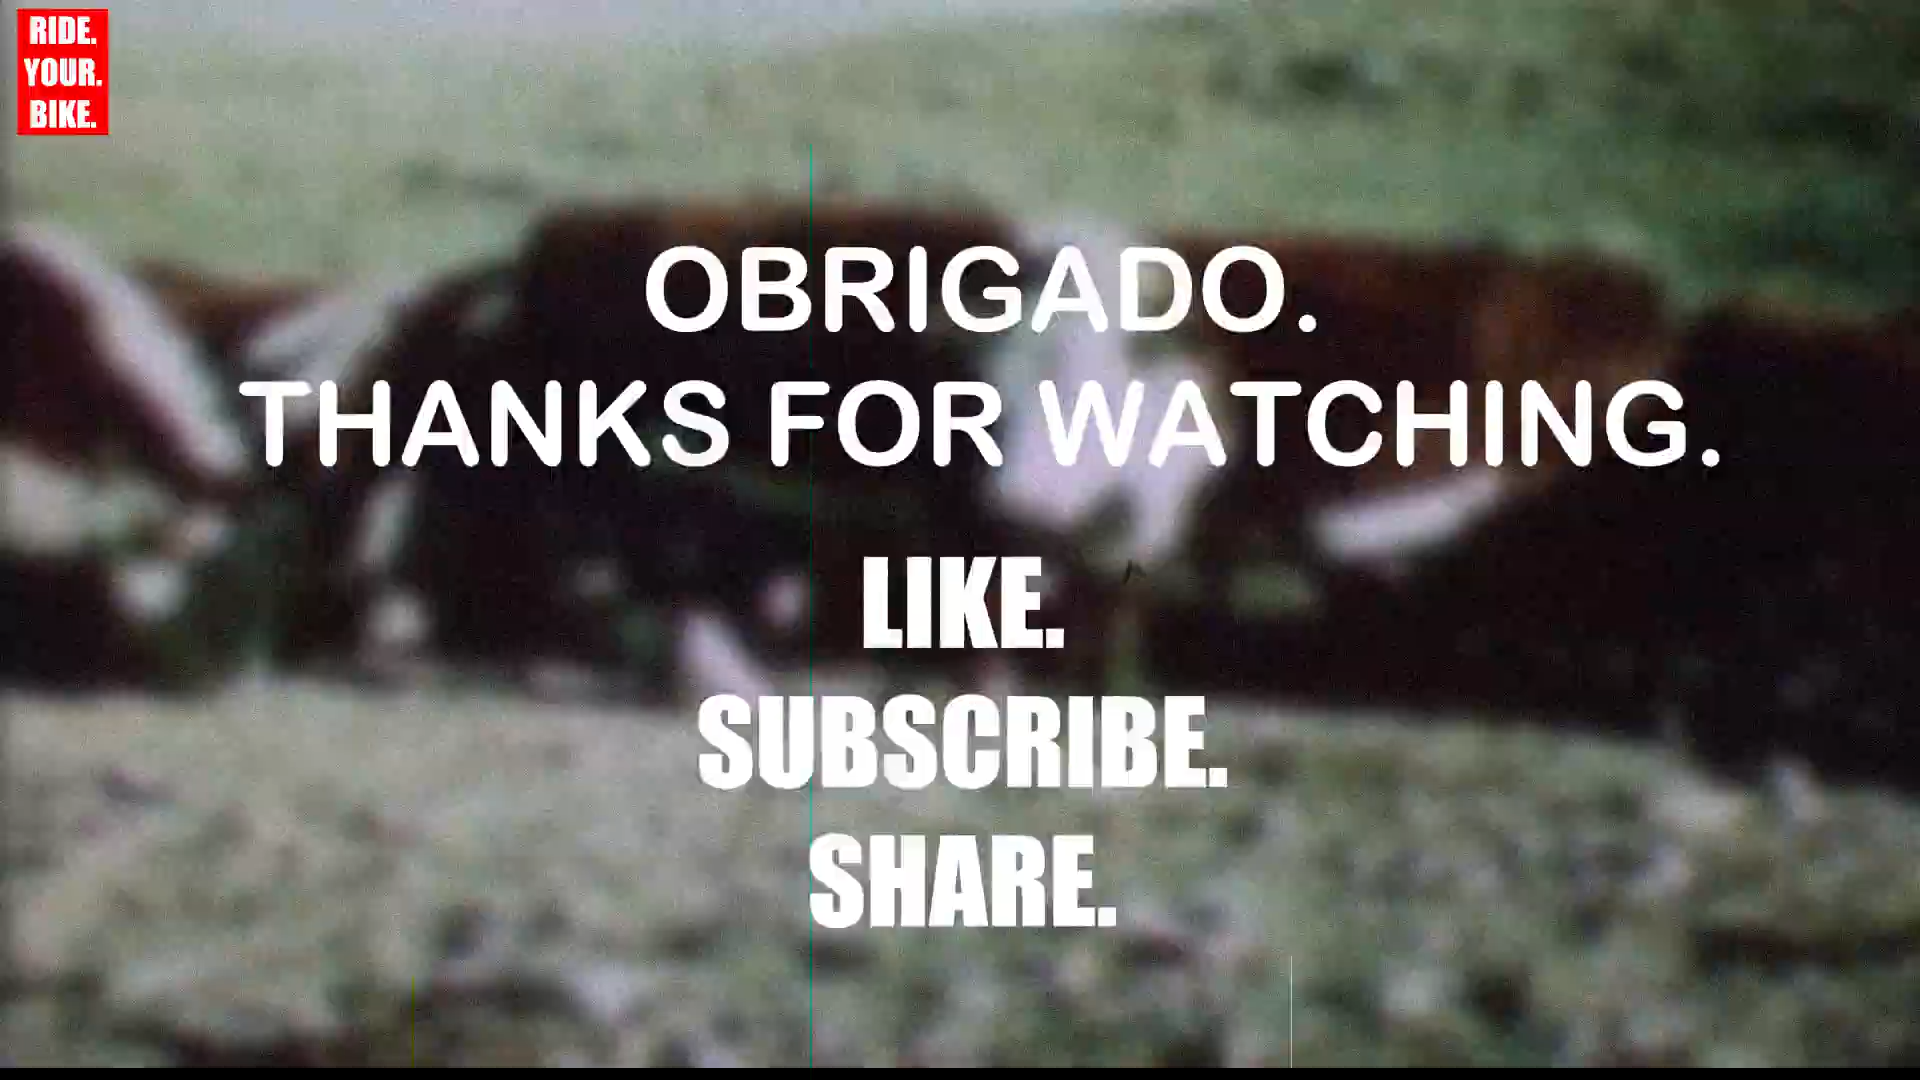 RIDE.
YOUR.
BIKE.
OBRIGADO.
THANKS FOR WATCHING.
LIKE.
SUBSCRIBE.
SHARE.